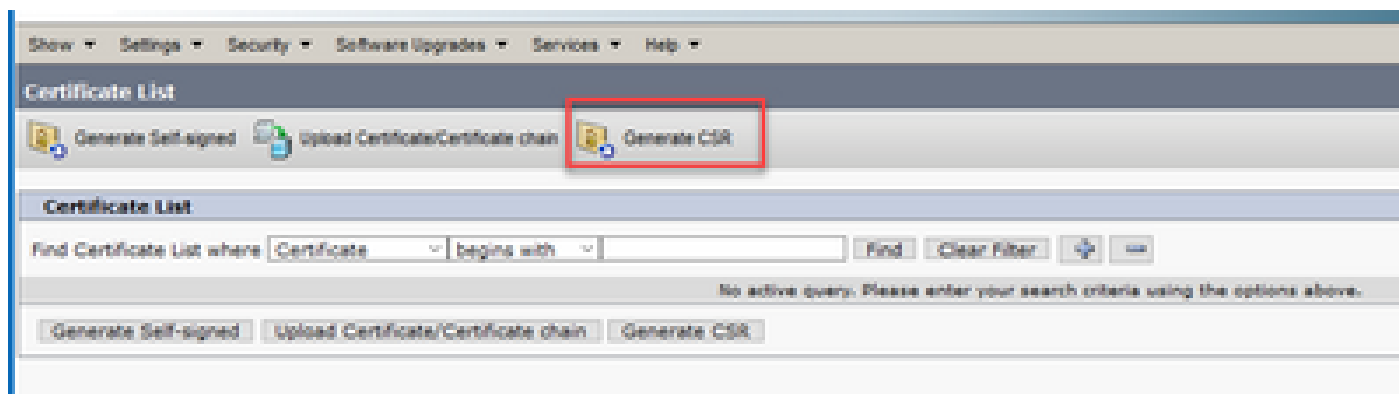 Show Settings Security Software Upgrades Services Help
Certificate List
Generate Self-signed Upload Certificate/Certificate chain Generate CSR
Certificate List
Find Certificate List where Certificate begins with Find Clear Filter
No active query. Please enter your search criteria using the options above.
Generate Self-signed Upload Certificate/Certificate chain Generate CSR